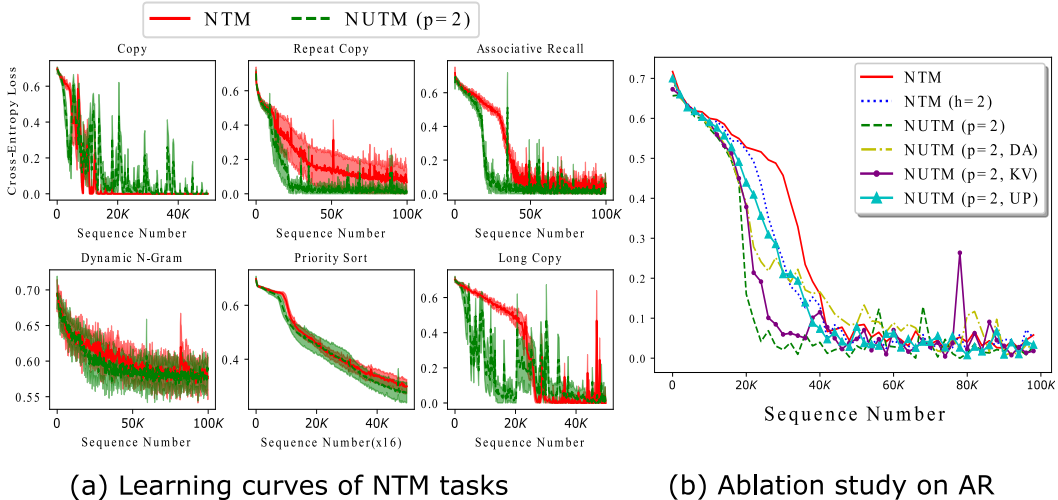 NTM NUTM (p=2)
Copy Repeat Copy Associative Recall
Cross-Entropy Loss
0.6
0.4
0.2
0.0
0 20K 40K
Sequence Number
0.6
0.4
0.2
0.0
0 50K 100K
Sequence Number
0.6
0.4
0.2
0.0
0 50K 100K
Sequence Number
Dynamic N-Gram Priority Sort Long Copy
0.70
0.65
0.60
0.55
0 100K
Sequence Number
0.6
0.4
0 40K
Sequence Number(x16)
0.6
0.4
0.2
0.0
0 20K 40K
Sequence Number
(a) Learning curves of NTM tasks
NTM
NTM (h=2)
NUTM (p=2)
NUTM (p=2, DA)
NUTM (p=2, KV)
NUTM (p=2, UP)
0.7
0.6
0.5
0.4
0.3
0.2
0.1
0.0
0 20K 40K 60K 80K 100K
Sequence Number
(b) Ablation study on AR